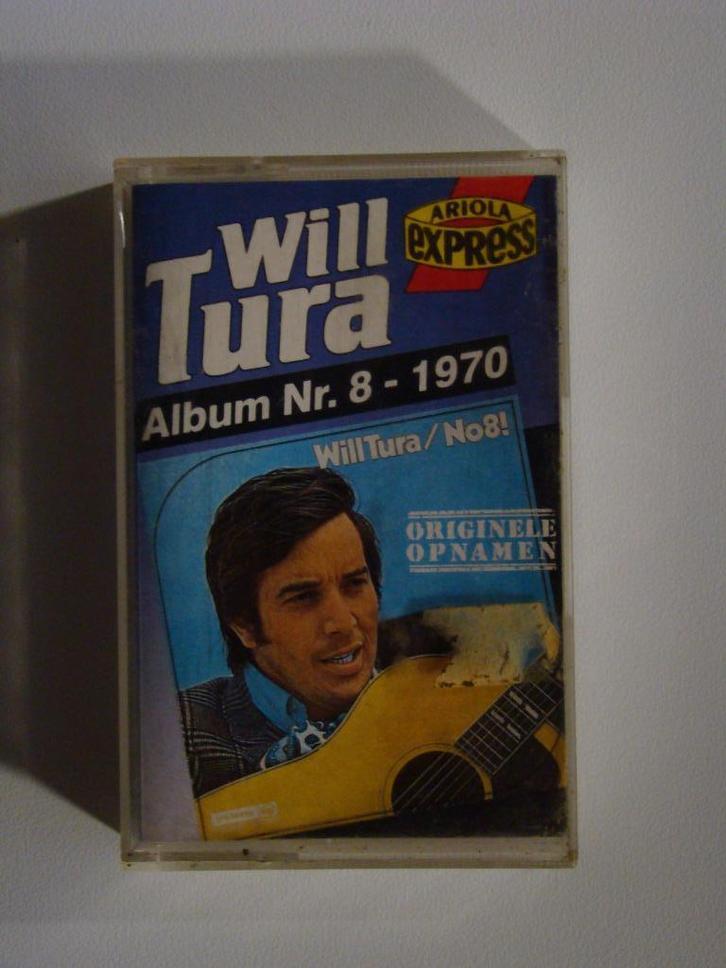 Will
Tura
ARIOLA
eXPRESS
Album Nr. 8 - 1970
Will Tura / No8!
ORIGINELE
OPNAMEN